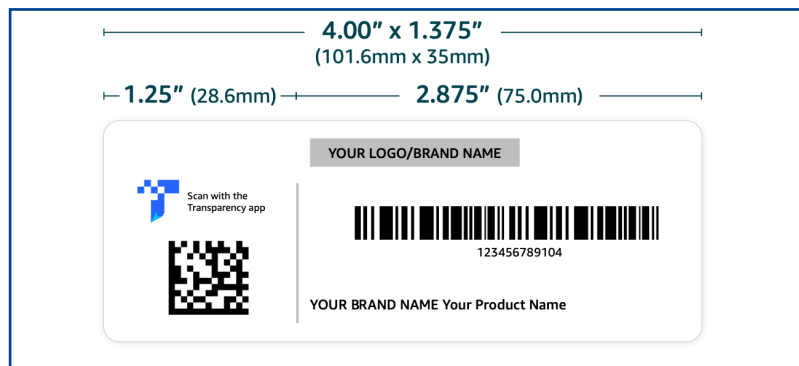 4.00” x 1.375”
(101.6mm x 35mm)
1.25” (28.6mm) 2.875” (75.0mm)
YOUR LOGO/BRAND NAME
Scan with the
Transparency app
123456789104
YOUR BRAND NAME Your Product Name